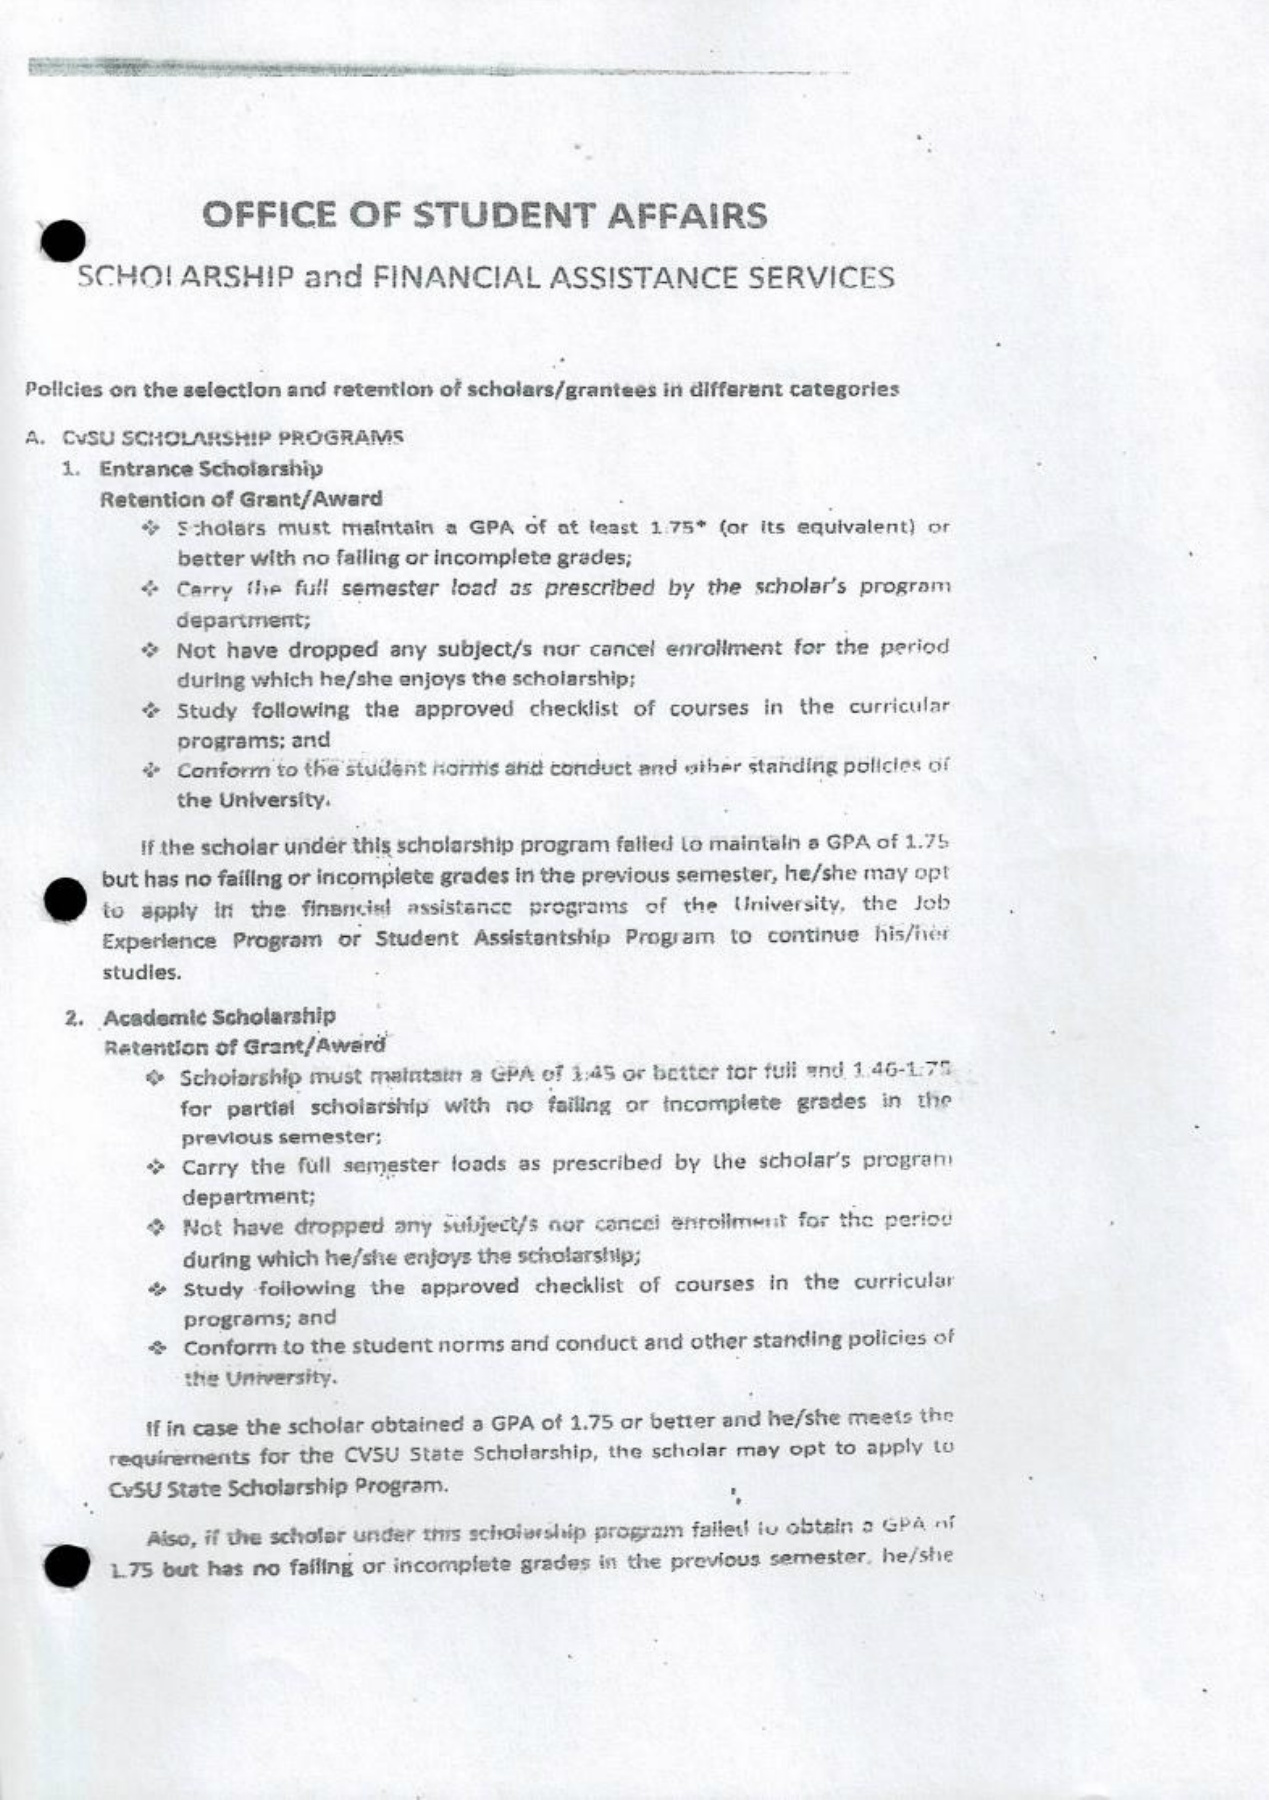 OFFICE OF STUDENT AFFAIRS
SCHOLARSHIP and FINANCIAL ASSISTANCE SERVICES
Policies on the selection and retention of scholars/grantees in different categories
A. CvSU SCHOLARSHIP PROGRAMS
1. Entrance Scholarship
Retention of Grant/Award
❖ Scholars must maintain a GPA of at least 1.75* (or its equivalent) or
better with no failing or incomplete grades;
❖ Carry the full semester load as prescribed by the scholar's program
department;
❖ Not have dropped any subject/s nor cancel enrollment for the period
during which he/she enjoys the scholarship;
❖ Study following the approved checklist of courses in the curricular
programs; and
❖ Conform to the student norms and conduct and other standing policies of
the University.
If the scholar under this scholarship program failed to maintain a GPA of 1.75
but has no failing or incomplete grades in the previous semester, he/she may opt
to apply in the financial assistance programs of the University, the Job
Experience Program or Student Assistantship Program to continue his/her
studies.
2. Academic Scholarship
Retention of Grant/Award
❖ Scholarship must maintain a GPA of 1.45 or better for full and 1.46-1.75
for partial scholarship with no failing or incomplete grades in the
previous semester;
❖ Carry the full semester loads as prescribed by the scholar's program
department;
❖ Not have dropped any subject/s nor cancel enrollment for the period
during which he/she enjoys the scholarship;
❖ Study following the approved checklist of courses in the curricular
programs; and
❖ Conform to the student norms and conduct and other standing policies of
the University.
If in case the scholar obtained a GPA of 1.75 or better and he/she meets the
requirements for the CVSU State Scholarship, the scholar may opt to apply to
CvSU State Scholarship Program.
Also, if the scholar under this scholarship program failed to obtain a GPA of
1.75 but has no failing or incomplete grades in the previous semester, he/she